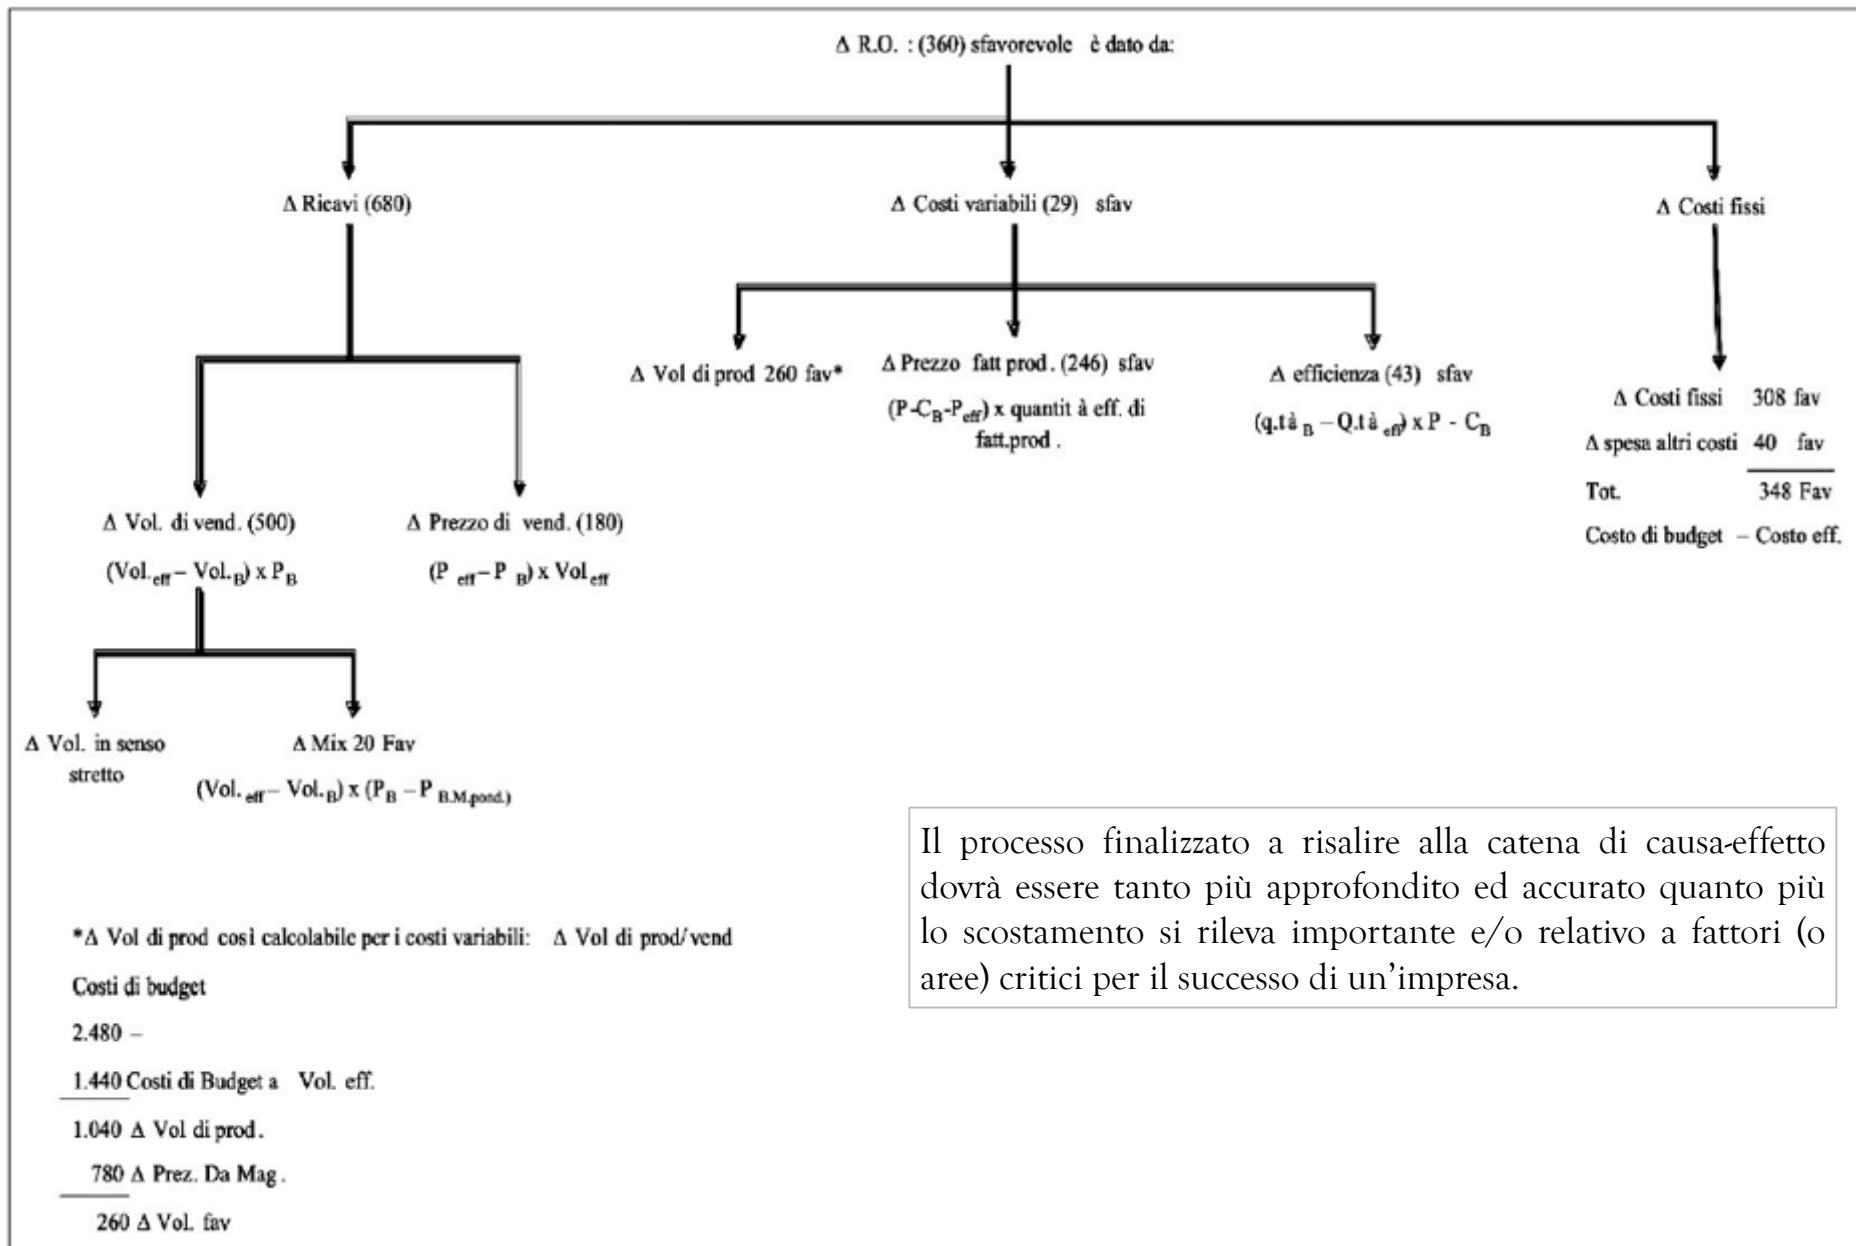 Δ R.O. : (360) sfavorevole è dato da:
Δ Ricavi (680)
Δ Costi variabili (29) sfav
Δ Costi fissi
Δ Vol di prod 260 fav*
Δ Prezzo fatt prod. (246) sfav
(P-C_B-P_eff) x quantit à eff. di
fatt.prod.
Δ efficienza (43) sfav
(q.tà_B – Q.tà_eff) x P - C_B
Δ Costi fissi 308 fav
Δ spesa altri costi 40 fav
Tot. 348 Fav
Costo di budget – Costo eff.
Δ Vol. di vend. (500)
(Vol._eff – Vol._B) x P_B
Δ Prezzo di vend. (180)
(P_eff – P_B) x Vol_eff
Δ Vol. in senso
stretto
Δ Mix 20 Fav
(Vol._eff – Vol._B) x (P_B – P_B.M.pond.)
Il processo finalizzato a risalire alla catena di causa-effetto
dovrà essere tanto più approfondito ed accurato quanto più
lo scostamento si rileva importante e/o relativo a fattori (o
aree) critici per il successo di un'impresa.
*Δ Vol di prod così calcolabile per i costi variabili: Δ Vol di prod/vend
Costi di budget
2.480 –
1.440 Costi di Budget a Vol. eff.
1.040 Δ Vol di prod.
780 Δ Prez. Da Mag.
260 Δ Vol. fav